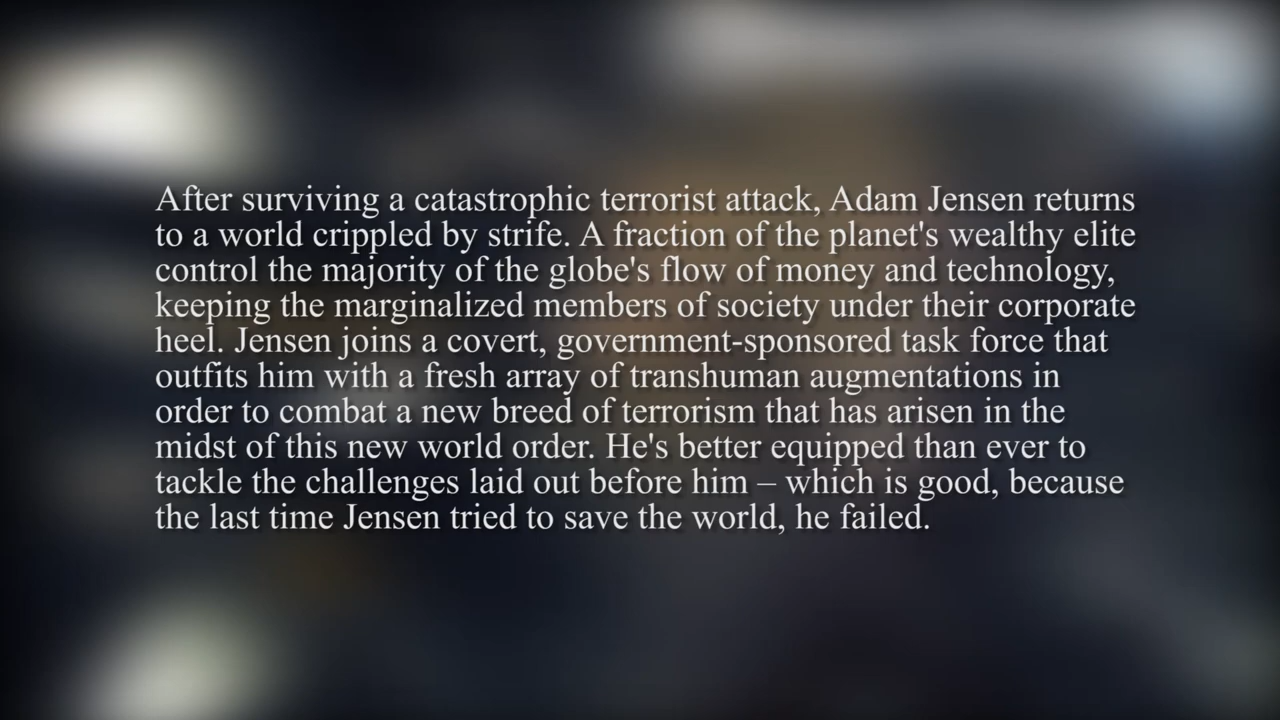 After surviving a catastrophic terrorist attack, Adam Jensen returns
to a world crippled by strife. A fraction of the planet's wealthy elite
control the majority of the globe's flow of money and technology,
keeping the marginalized members of society under their corporate
heel. Jensen joins a covert, government-sponsored task force that
outfits him with a fresh array of transhuman augmentations in
order to combat a new breed of terrorism that has arisen in the
midst of this new world order. He's better equipped than ever to
tackle the challenges laid out before him – which is good, because
the last time Jensen tried to save the world, he failed.